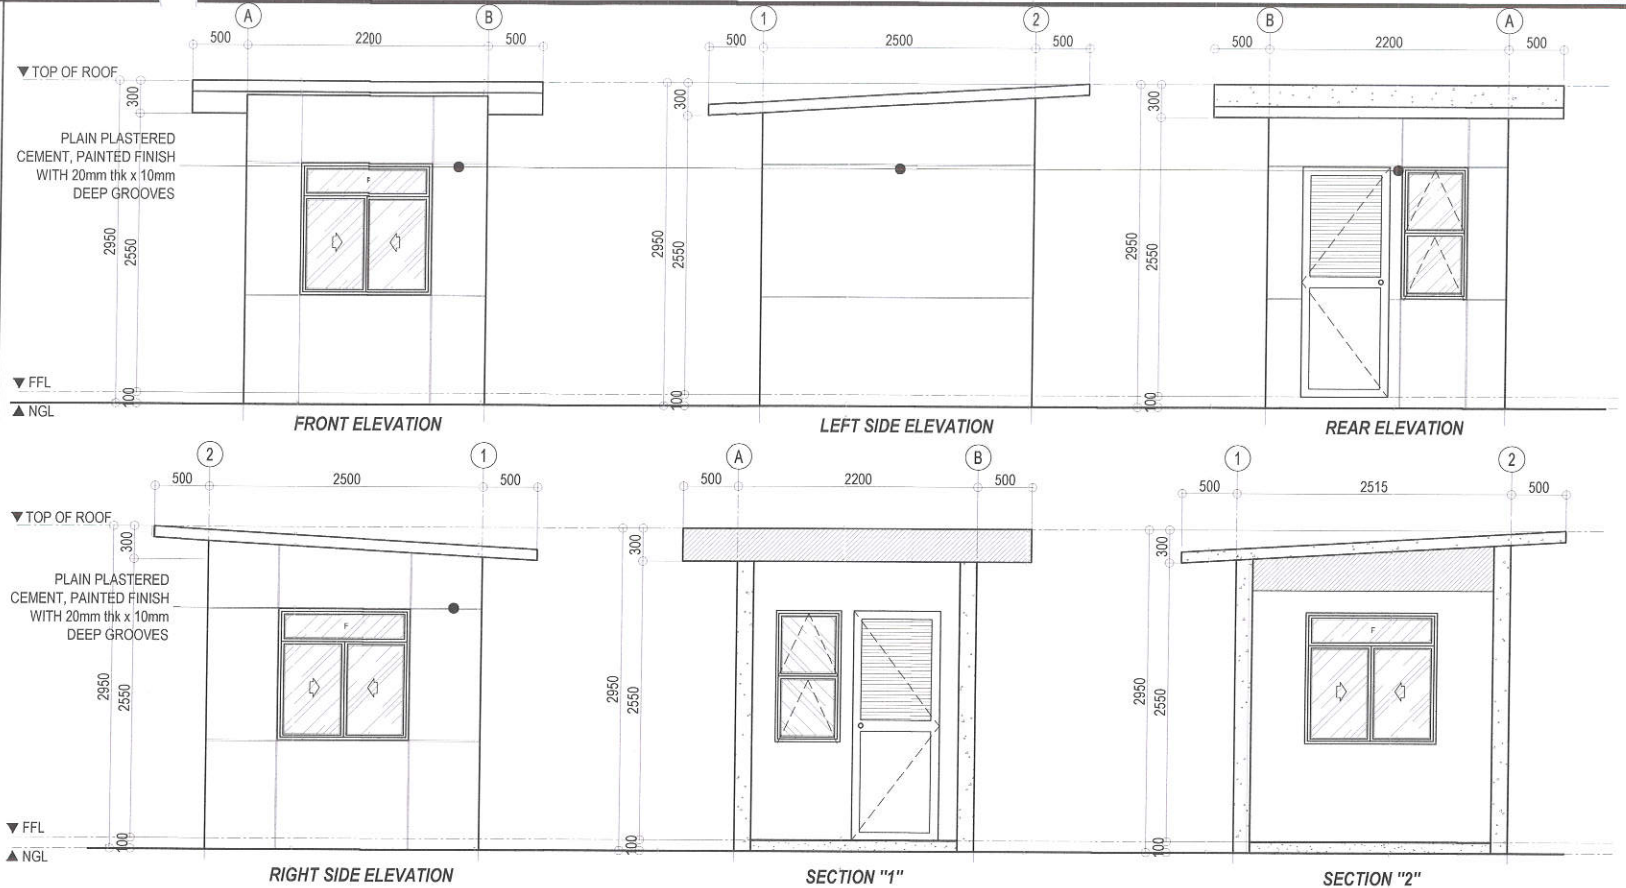 A B
500 2200 500
TOP OF ROOF
300
PLAIN PLASTERED
CEMENT, PAINTED FINISH
WITH 20mm thk x 10mm
DEEP GROOVES
F
2950
2550
FFL
100
NGL
FRONT ELEVATION
1 2
500 2500 500
300
2950
2550
100
LEFT SIDE ELEVATION
B A
500 2200 500
300
2950
2550
100
REAR ELEVATION
2 1
500 2500 500
TOP OF ROOF
300
PLAIN PLASTERED
CEMENT, PAINTED FINISH
WITH 20mm thk x 10mm
DEEP GROOVES
F
2950
2550
FFL
100
NGL
RIGHT SIDE ELEVATION
A B
500 2200 500
300
2950
2550
100
SECTION "1"
1 2
500 2515 500
300
F
2950
2550
100
SECTION "2"